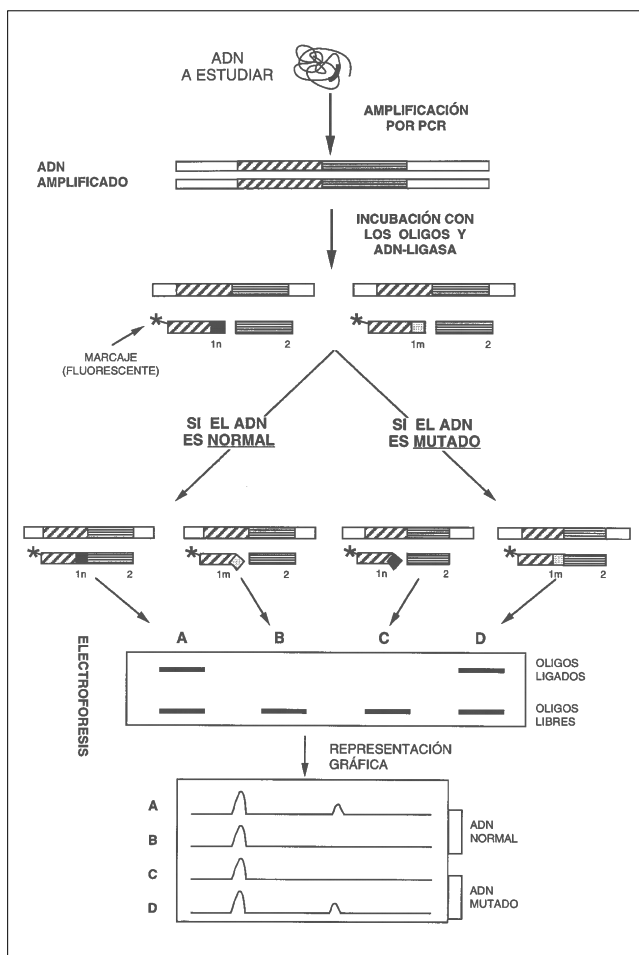 ADN
A ESTUDIAR
AMPLIFICACIÓN
POR PCR
ADN
AMPLIFICADO
INCUBACIÓN CON
LOS OLIGOS Y
ADN-LIGASA
*
*
1n
2
1m
2
MARCAJE
(FLUORESCENTE)
SI EL ADN
ES NORMAL
SI EL ADN
ES MUTADO
*
*
*
*
1n
2
1m
2
1n
2
1m
2
ELECTROFORESIS
A
B
C
D
OLIGOS
LIGADOS
OLIGOS
LIBRES
REPRESENTACIÓN
GRÁFICA
A
B
C
D
ADN
NORMAL
ADN
MUTADO